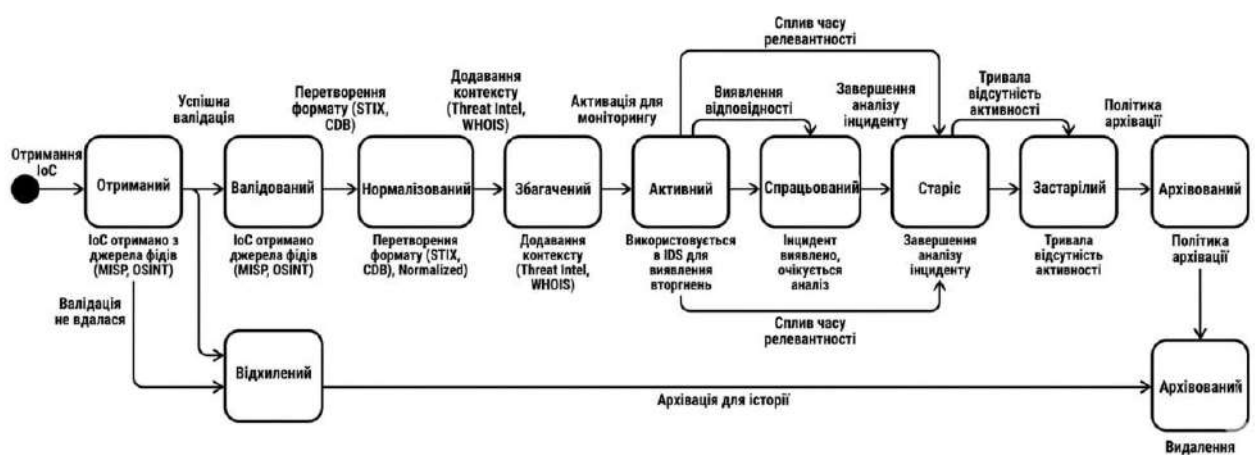 Сплив часу
релевантності
Успішна
валідація
Перетворення
формату (STIX,
CDB)
Додавання
контексту
(Threat Intel,
WHOIS)
Активація для
моніторингу
Виявлення
відповідності
Завершення
аналізу
інциденту
Тривала
відсутність
активності
Політика
архівації
Отримання
IoC
Отриманий
Валідований
Нормалізований
Збагачений
Активний
Спрацьований
Старіє
Застарілий
Архівований
IoC отримано з
джерела фідів
(MISP, OSINT)
IoC отримано
джерела фідів
(MISP, OSINT)
Перетворення
формату (STIX,
CDB), Normalized)
Додавання
контексту
(Threat Intel,
WHOIS)
Використовується
в IDS для
виявлення
вторгнень
Інцидент
виявлено,
очікується
аналіз
Завершення
аналізу
інциденту
Тривала
відсутність
активності
Політика
архівації
Валідація
не вдалася
Сплив часу
релевантності
Відхилений
Архівація для історії
Архівований
Видалення